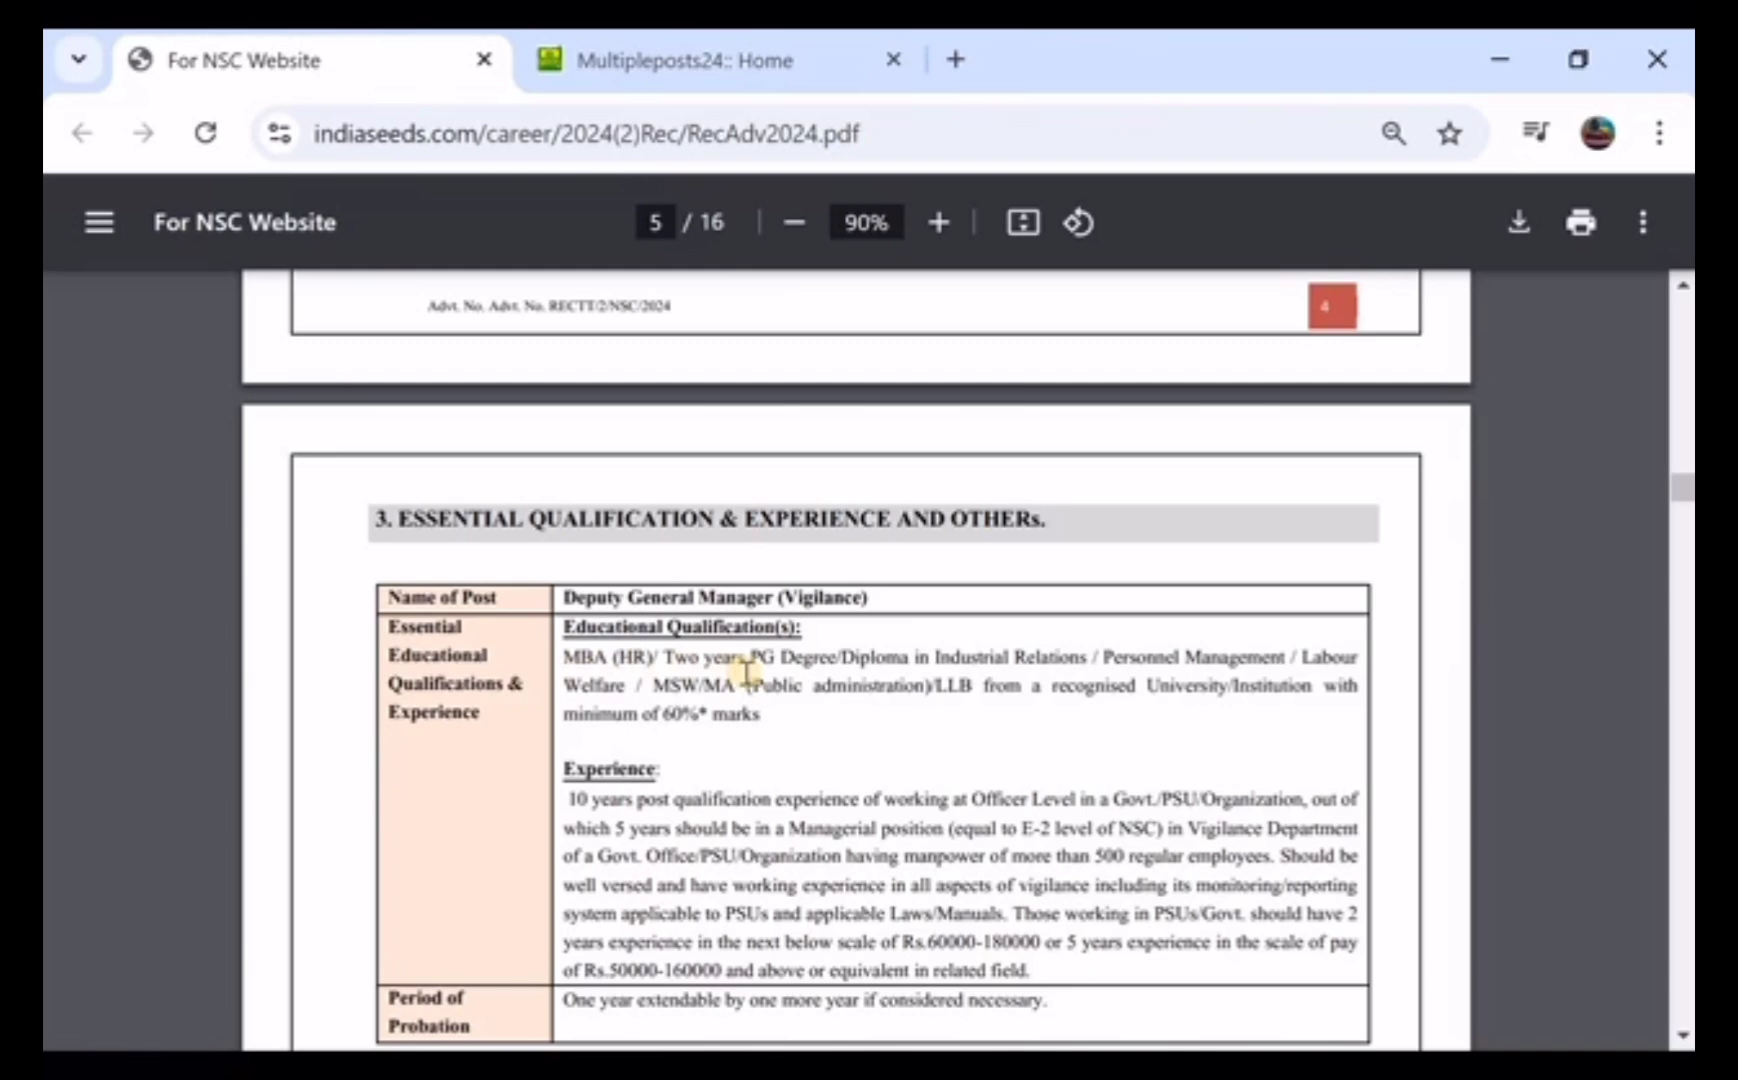 For NSC Website
Multipleposts24:: Home
indiaseeds.com/career/2024(2)Rec/RecAdv2024.pdf
For NSC Website
5 / 16
90%
Advt. No. Advt. No. RECTT/2/NSC/2024
4
3. ESSENTIAL QUALIFICATION & EXPERIENCE AND OTHERs.
Name of Post
Deputy General Manager (Vigilance)
Essential
Educational
Qualifications &
Experience
Educational Qualification(s):
MBA (HR)/ Two years PG Degree/Diploma in Industrial Relations / Personnel Management / Labour
Welfare / MSW/MA (Public administration)/LLB from a recognised University/Institution with
minimum of 60%* marks
Experience:
10 years post qualification experience of working at Officer Level in a Govt./PSU/Organization, out of
which 5 years should be in a Managerial position (equal to E-2 level of NSC) in Vigilance Department
of a Govt. Office/PSU/Organization having manpower of more than 500 regular employees. Should be
well versed and have working experience in all aspects of vigilance including its monitoring/reporting
system applicable to PSUs and applicable Laws/Manuals. Those working in PSUs/Govt. should have 2
years experience in the next below scale of Rs.60000-180000 or 5 years experience in the scale of pay
of Rs.50000-160000 and above or equivalent in related field.
Period of
Probation
One year extendable by one more year if considered necessary.